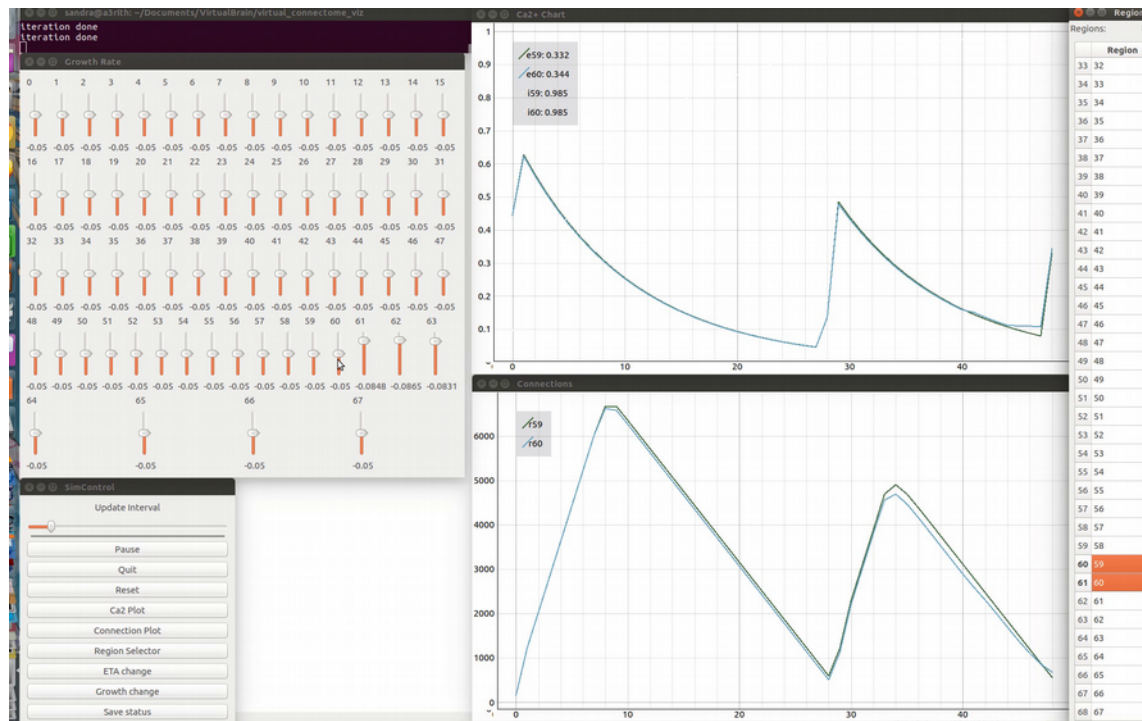 sandra@a3rith: ~/Documents/VirtualBrain/virtual_connectome_viz
iteration done
iteration done
Growth Rate
0 1 2 3 4 5 6 7 8 9 10 11 12 13 14 15
-0.05 -0.05 -0.05 -0.05 -0.05 -0.05 -0.05 -0.05 -0.05 -0.05 -0.05 -0.05 -0.05 -0.05 -0.05 -0.05
16 17 18 19 20 21 22 23 24 25 26 27 28 29 30 31
-0.05 -0.05 -0.05 -0.05 -0.05 -0.05 -0.05 -0.05 -0.05 -0.05 -0.05 -0.05 -0.05 -0.05 -0.05 -0.05
32 33 34 35 36 37 38 39 40 41 42 43 44 45 46 47
-0.05 -0.05 -0.05 -0.05 -0.05 -0.05 -0.05 -0.05 -0.05 -0.05 -0.05 -0.05 -0.05 -0.05 -0.05 -0.05
48 49 50 51 52 53 54 55 56 57 58 59 60 61 62 63
-0.05 -0.05 -0.05 -0.05 -0.05 -0.05 -0.05 -0.05 -0.05 -0.05 -0.05 -0.05 -0.05 -0.0848 -0.0865 -0.0831
64 65 66 67
-0.05 -0.05 -0.05 -0.05
SimControl
Update Interval
Pause
Quit
Reset
Ca2 Plot
Connection Plot
Region Selector
ETA change
Growth change
Save status
Ca2+ Chart
e59: 0.332
e60: 0.344
i59: 0.985
i60: 0.985
1
0.9
0.8
0.7
0.6
0.5
0.4
0.3
0.2
0.1
0 20 40
Connections
r59
r60
6000
5000
4000
3000
2000
1000
0
0 20 40
Region
Regions:
Region
33 32
34 33
35 34
36 35
37 36
38 37
39 38
40 39
41 40
42 41
43 42
44 43
45 44
46 45
47 46
48 47
49 48
50 49
51 50
52 51
53 52
54 53
55 54
56 55
57 56
58 57
59 58
60 59
61 60
62 61
63 62
64 63
65 64
66 65
67 66
68 67